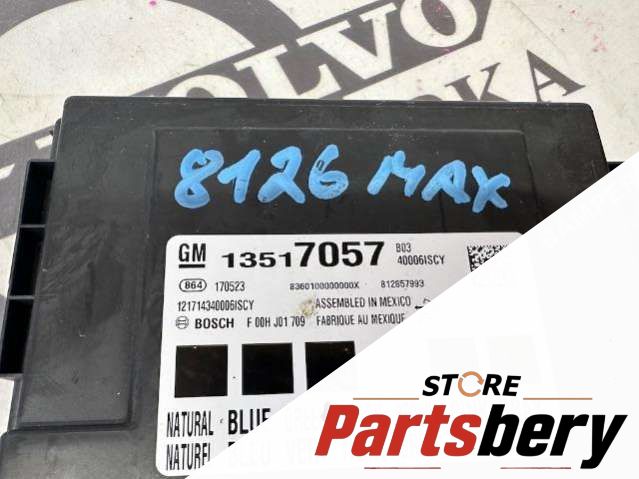 VOLVO
8126 MAX
GM 13517057 B03
40006ISCY
B64 170523 8360100000000X 812857993
121714340006ISCY ASSEMBLED IN MEXICO
BOSCH F 00H J01 709 FABRIQUE AU MEXIQUE
NATURAL - BLUE
NATUREL
STORE
Partsbery